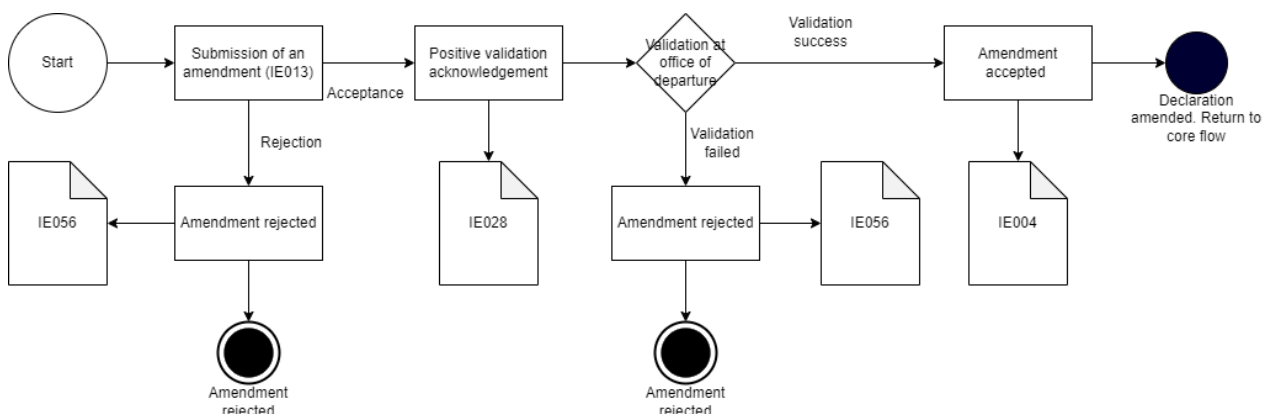 Start
Submission of an
amendment (IE013)
Acceptance
Positive validation
acknowledgement
Validation at
office of
departure
Validation
success
Amendment
accepted
Declaration
amended. Return to
core flow
Rejection
Validation
failed
IE056
Amendment rejected
IE028
Amendment rejected
IE056
IE004
Amendment
rejected
Amendment
rejected